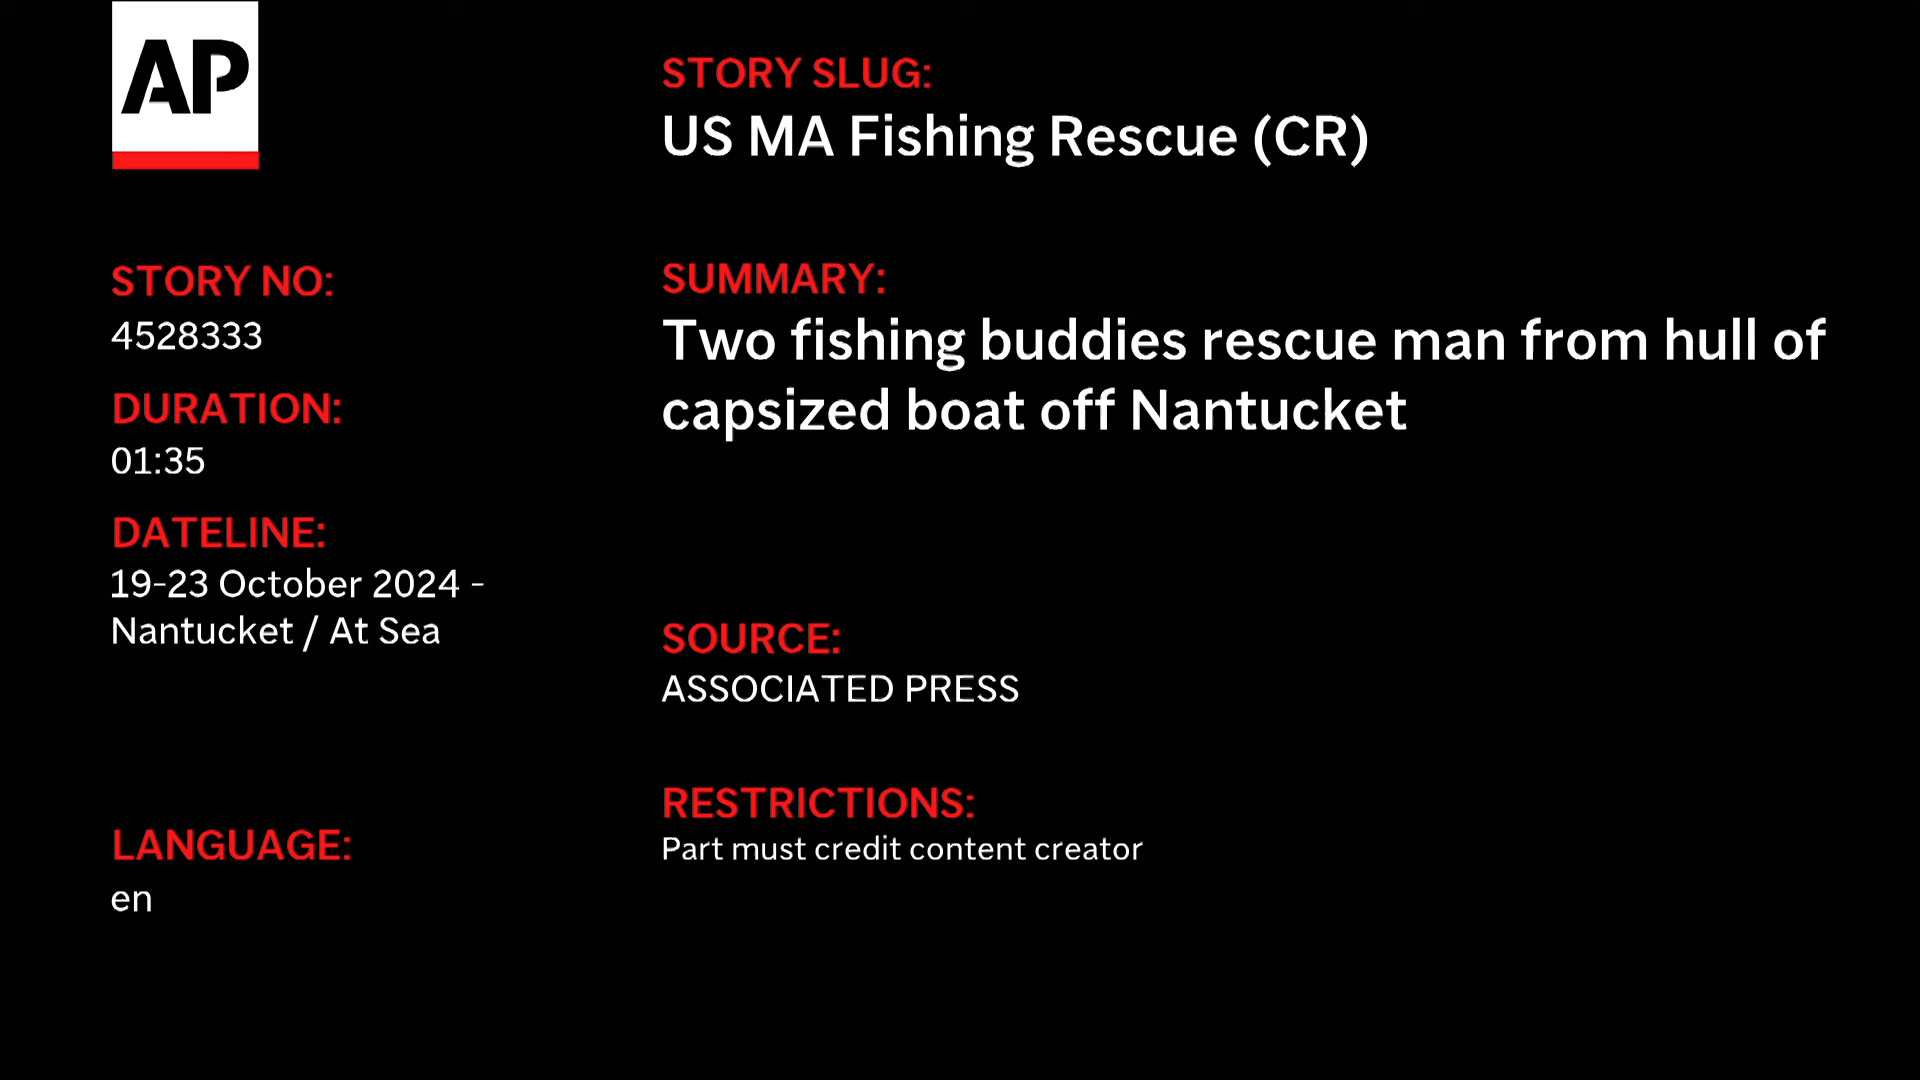 AP
STORY SLUG:
US MA Fishing Rescue (CR)
STORY NO:
4528333
DURATION:
01:35
DATELINE:
19-23 October 2024 -
Nantucket / At Sea
LANGUAGE:
en
SUMMARY:
Two fishing buddies rescue man from hull of
capsized boat off Nantucket
SOURCE:
ASSOCIATED PRESS
RESTRICTIONS:
Part must credit content creator